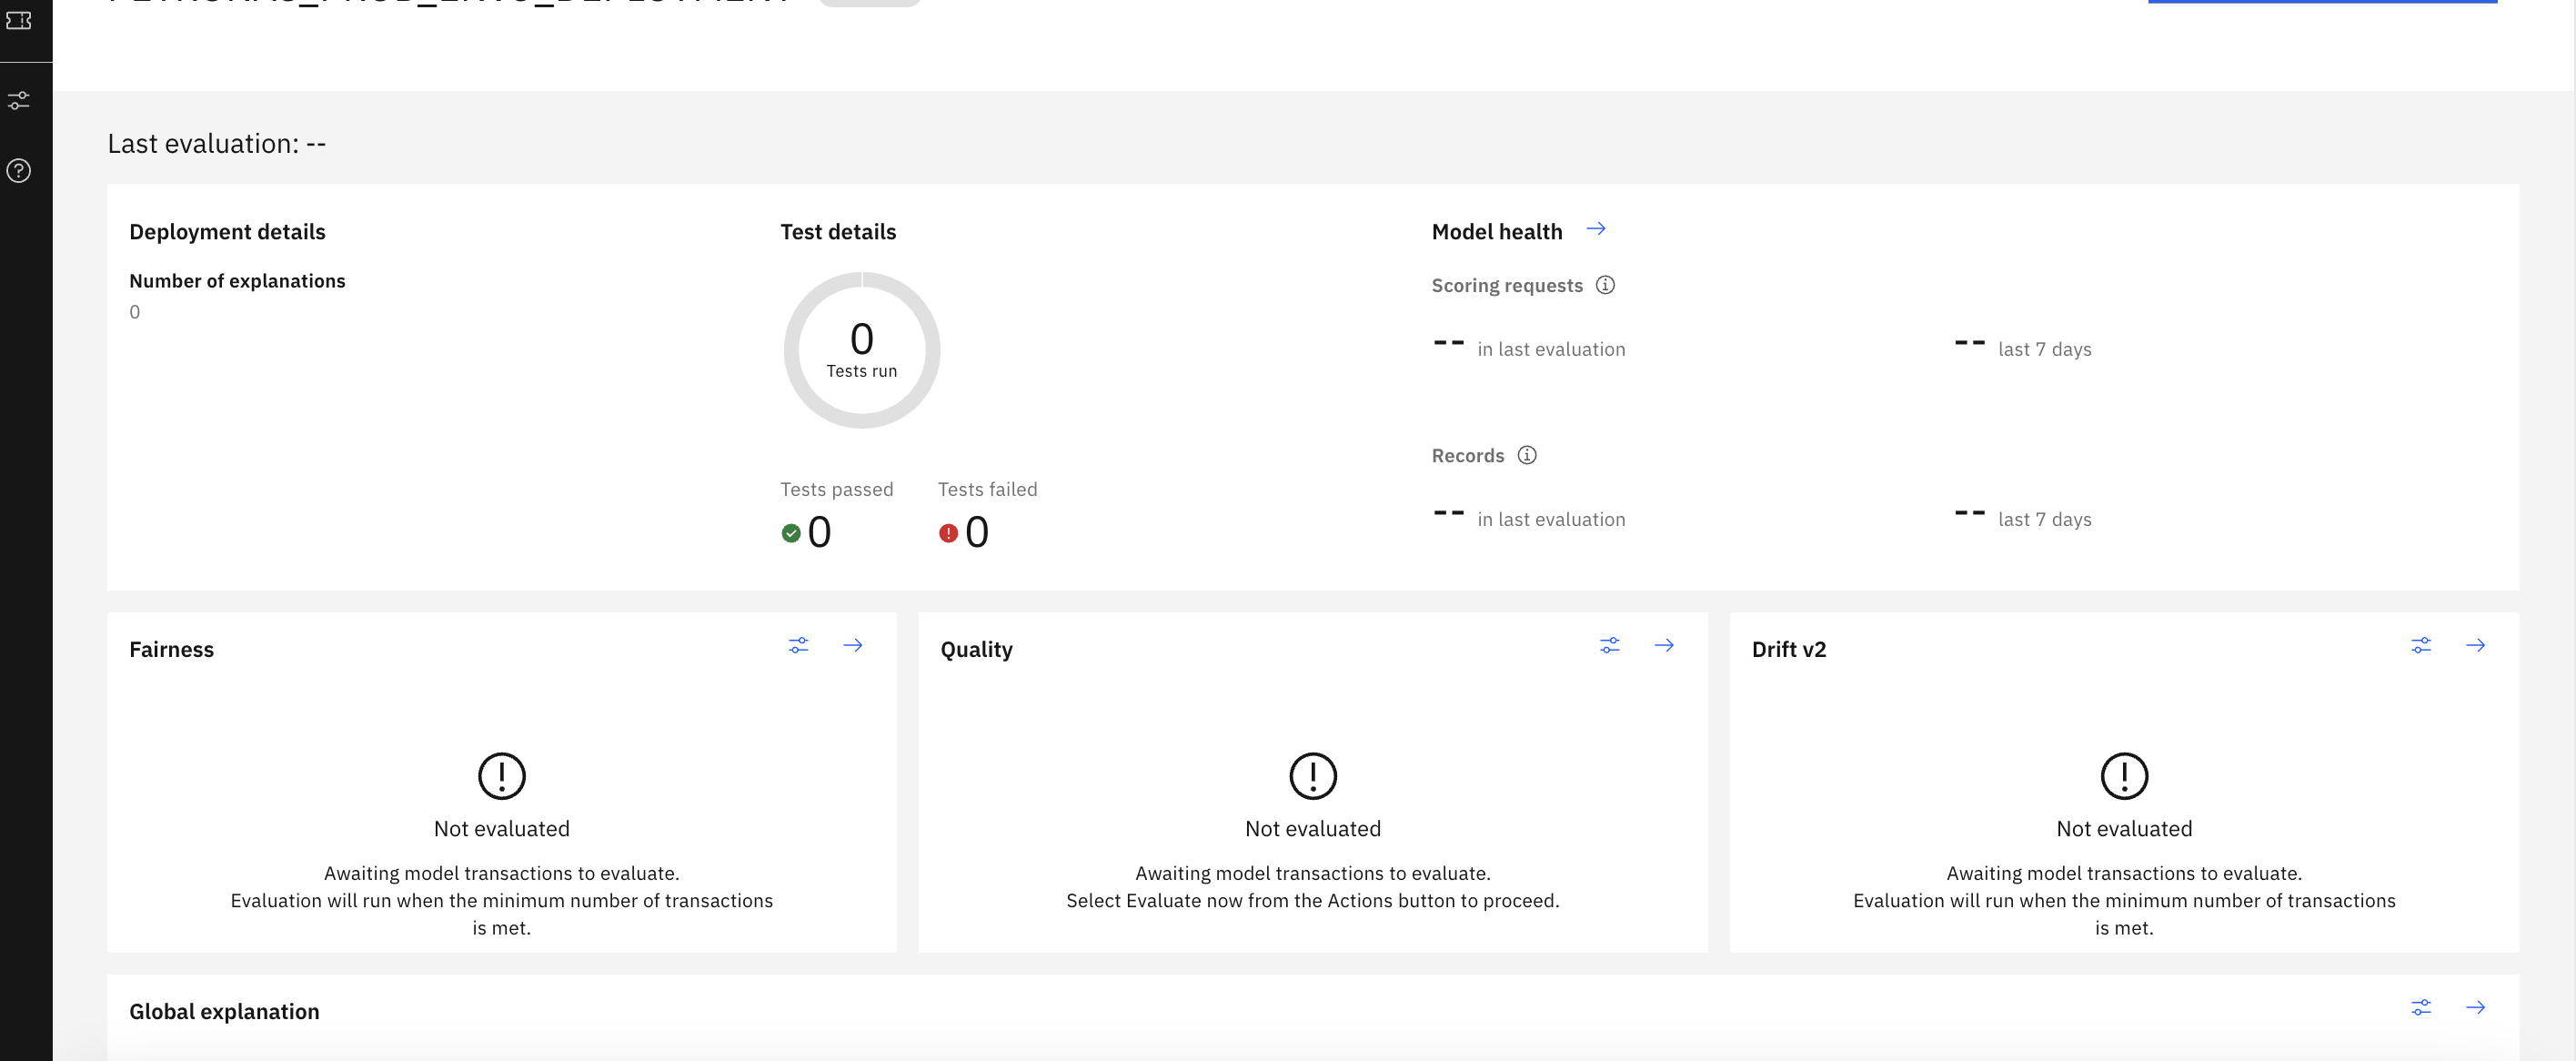 Last evaluation: --
Deployment details
Number of explanations
0
Test details
0
Tests run
Tests passed
0
Tests failed
0
Model health
Scoring requests
-- in last evaluation
-- last 7 days
Records
-- in last evaluation
-- last 7 days
Fairness
Not evaluated
Awaiting model transactions to evaluate.
Evaluation will run when the minimum number of transactions
is met.
Quality
Not evaluated
Awaiting model transactions to evaluate.
Select Evaluate now from the Actions button to proceed.
Drift v2
Not evaluated
Awaiting model transactions to evaluate.
Evaluation will run when the minimum number of transactions
is met.
Global explanation